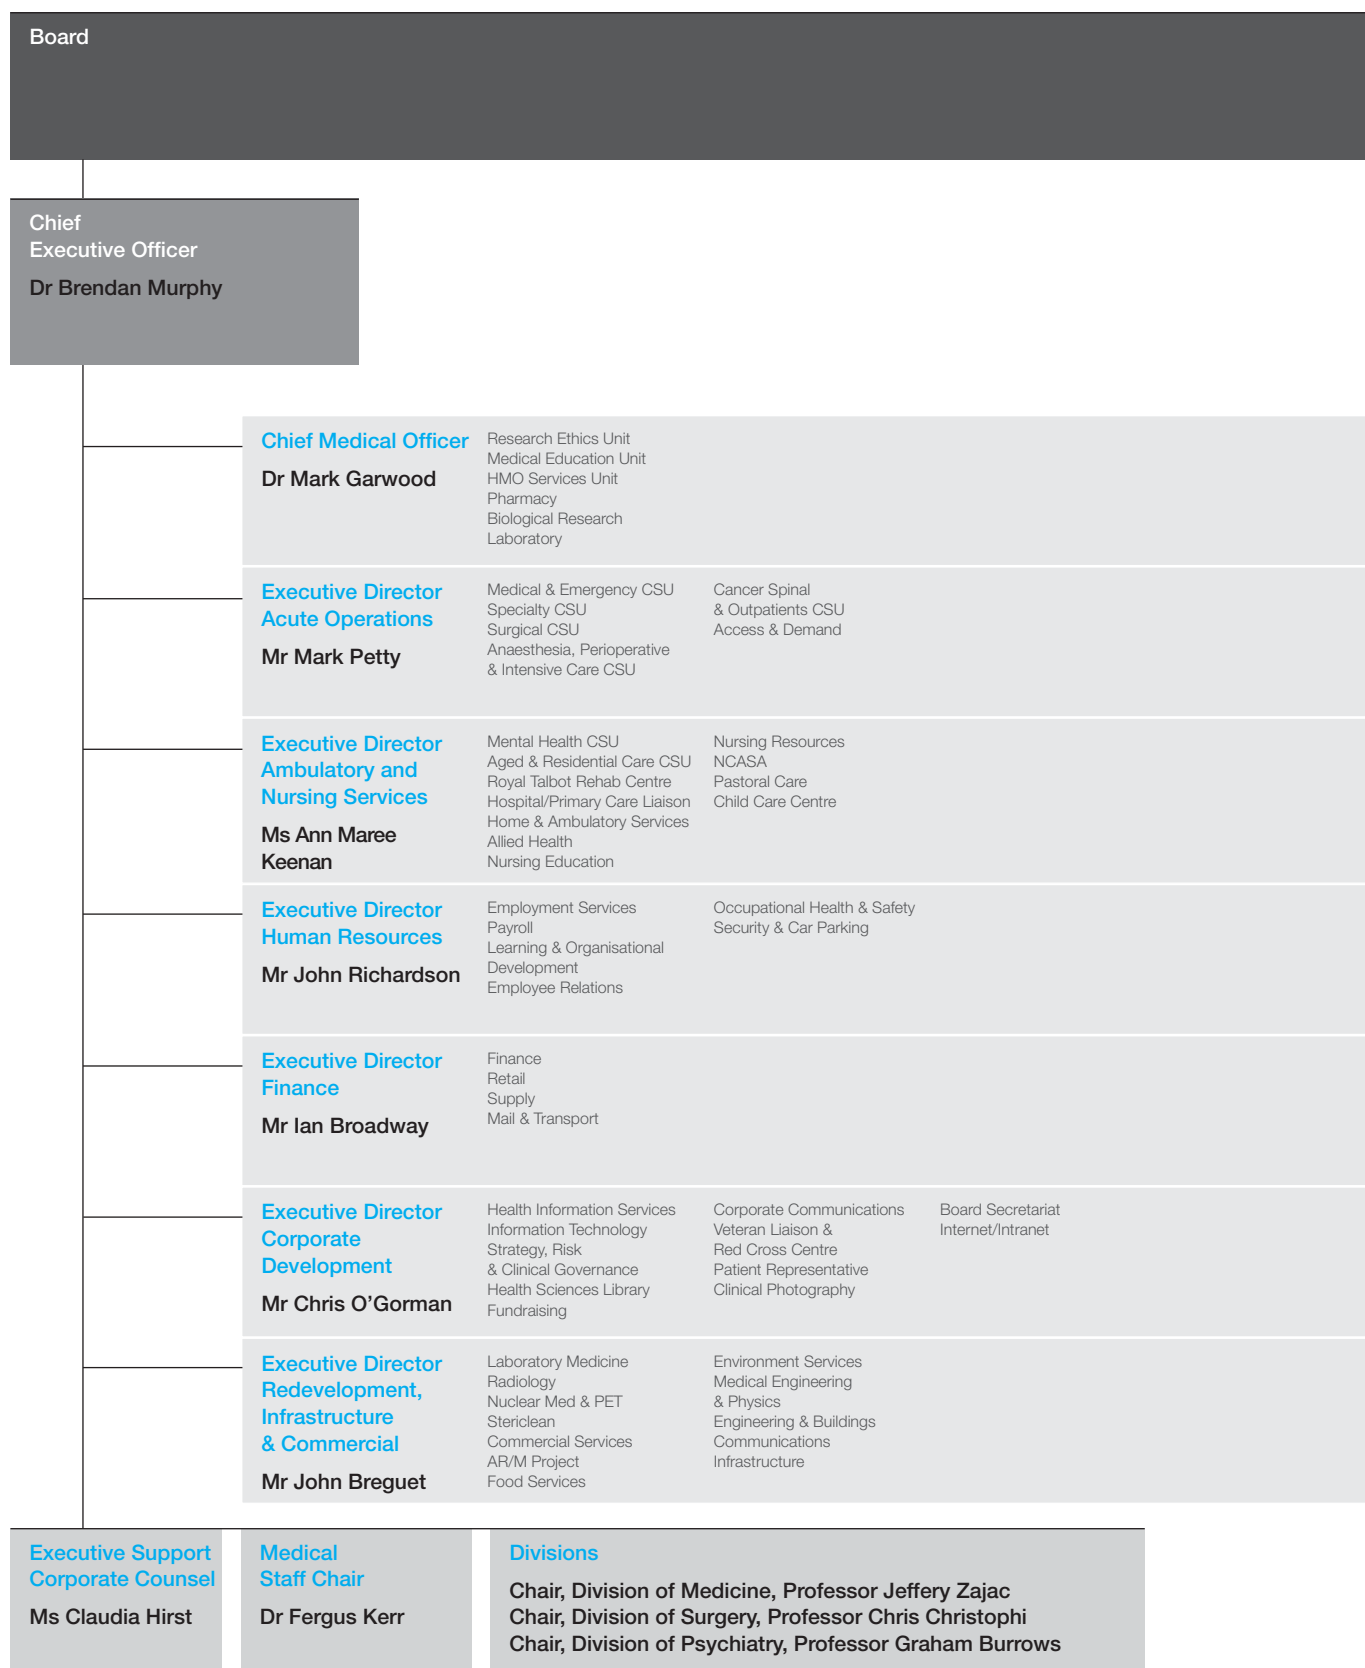 Board
Chief
Executive Officer
Dr Brendan Murphy
Chief Medical Officer
Dr Mark Garwood
Research Ethics Unit
Medical Education Unit
HMO Services Unit
Pharmacy
Biological Research
Laboratory
Executive Director
Acute Operations
Mr Mark Petty
Medical & Emergency CSU
Specialty CSU
Surgical CSU
Anaesthesia, Perioperative
& Intensive Care CSU
Cancer Spinal
& Outpatients CSU
Access & Demand
Executive Director
Ambulatory and
Nursing Services
Ms Ann Maree
Keenan
Mental Health CSU
Aged & Residential Care CSU
Royal Talbot Rehab Centre
Hospital/Primary Care Liaison
Home & Ambulatory Services
Allied Health
Nursing Education
Nursing Resources
NCASA
Pastoral Care
Child Care Centre
Executive Director
Human Resources
Mr John Richardson
Employment Services
Payroll
Learning & Organisational
Development
Employee Relations
Occupational Health & Safety
Security & Car Parking
Executive Director
Finance
Mr Ian Broadway
Finance
Retail
Supply
Mail & Transport
Executive Director
Corporate
Development
Mr Chris O’Gorman
Health Information Services
Information Technology
Strategy, Risk
& Clinical Governance
Health Sciences Library
Fundraising
Corporate Communications
Veteran Liaison &
Red Cross Centre
Patient Representative
Clinical Photography
Board Secretariat
Internet/Intranet
Executive Director
Redevelopment,
Infrastructure
& Commercial
Mr John Breguet
Laboratory Medicine
Radiology
Nuclear Med & PET
Stericlean
Commercial Services
AR/M Project
Food Services
Environment Services
Medical Engineering
& Physics
Engineering & Buildings
Communications
Infrastructure
Executive Support
Corporate Counsel
Ms Claudia Hirst
Medical
Staff Chair
Dr Fergus Kerr
Divisions
Chair, Division of Medicine, Professor Jeffery Zajac
Chair, Division of Surgery, Professor Chris Christophi
Chair, Division of Psychiatry, Professor Graham Burrows